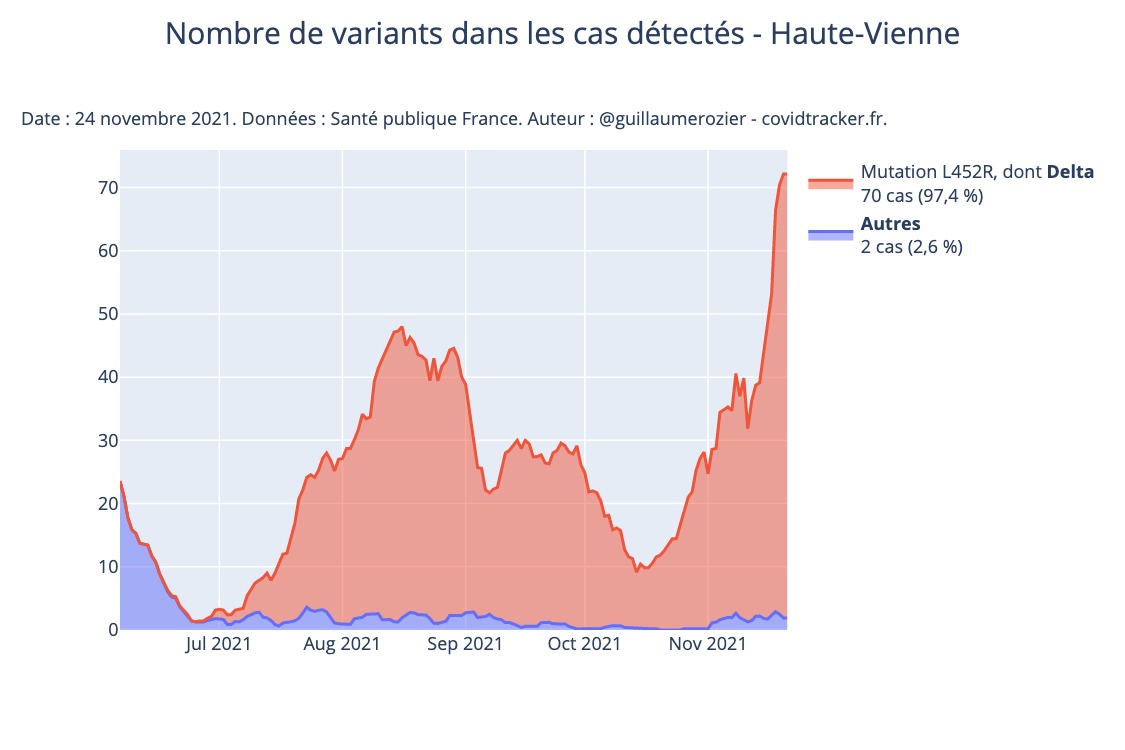 Nombre de variants dans les cas détectés - Haute-Vienne
Date : 24 novembre 2021. Données : Santé publique France. Auteur : @guillaumerozier - covidtracker.fr.
Mutation L452R, dont Delta
70 cas (97,4 %)
Autres
2 cas (2,6 %)
70
60
50
40
30
20
10
0
Jul 2021
Aug 2021
Sep 2021
Oct 2021
Nov 2021